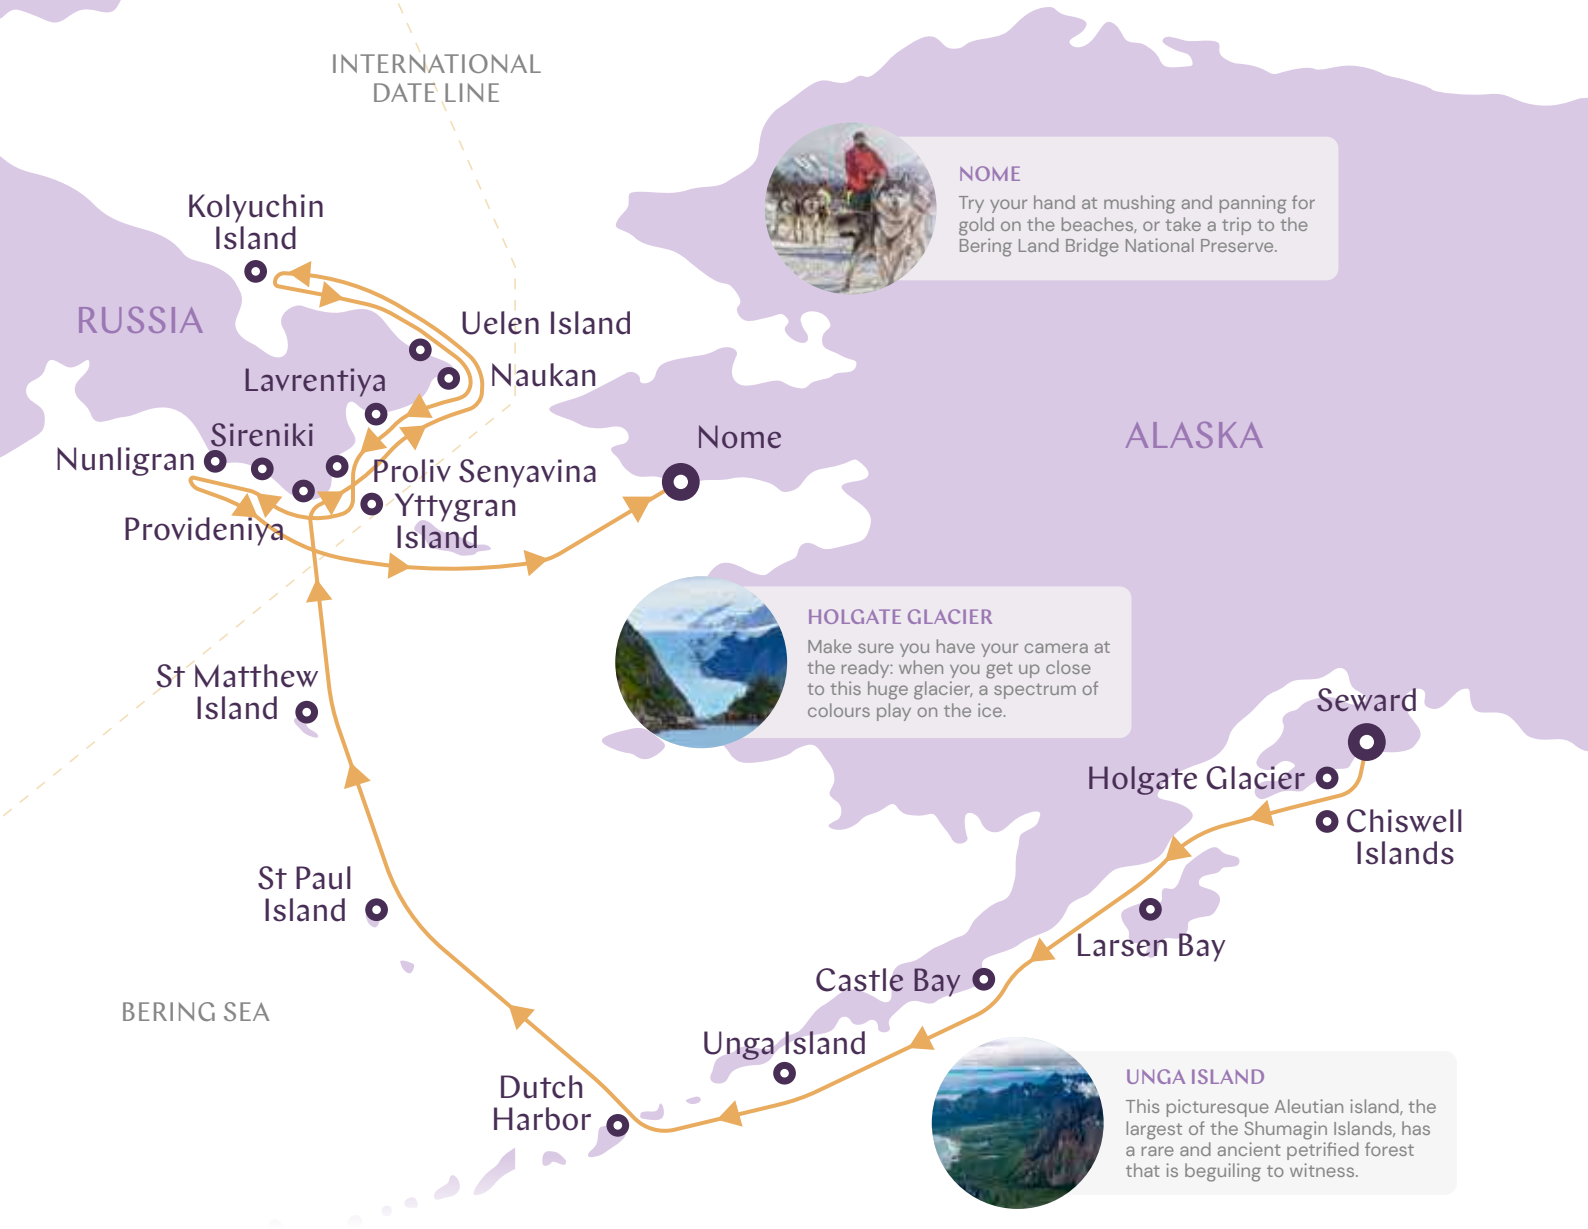 INTERNATIONAL
DATE LINE
NOME
Try your hand at mushing and panning for
gold on the beaches, or take a trip to the
Bering Land Bridge National Preserve.
Kolyuchin
Island
RUSSIA
Uelen Island
Naukan
Lavrentiya
Sireniki
Nunligran
Proliv Senyavina
Yttygran
Island
Provideniya
Nome
ALASKA
HOLGATE GLACIER
Make sure you have your camera at
the ready: when you get up close
to this huge glacier, a spectrum of
colours play on the ice.
St Matthew
Island
Seward
Holgate Glacier
Chiswell
Islands
St Paul
Island
Larsen Bay
Castle Bay
BERING SEA
Unga Island
Dutch
Harbor
UNGA ISLAND
This picturesque Aleutian island, the
largest of the Shumagin Islands, has
a rare and ancient petrified forest
that is beguiling to witness.